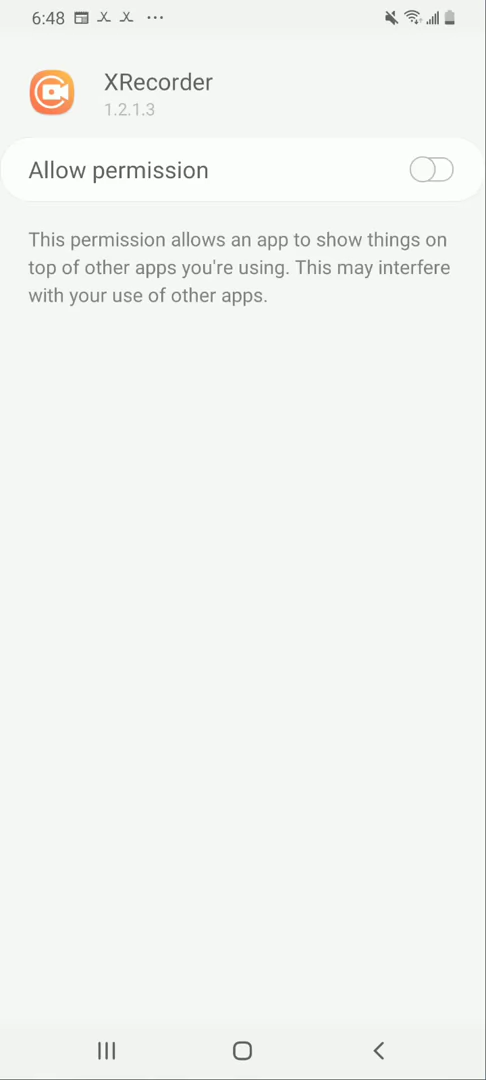 6:48
XRecorder
1.2.1.3
Allow permission
This permission allows an app to show things on
top of other apps you're using. This may interfere
with your use of other apps.